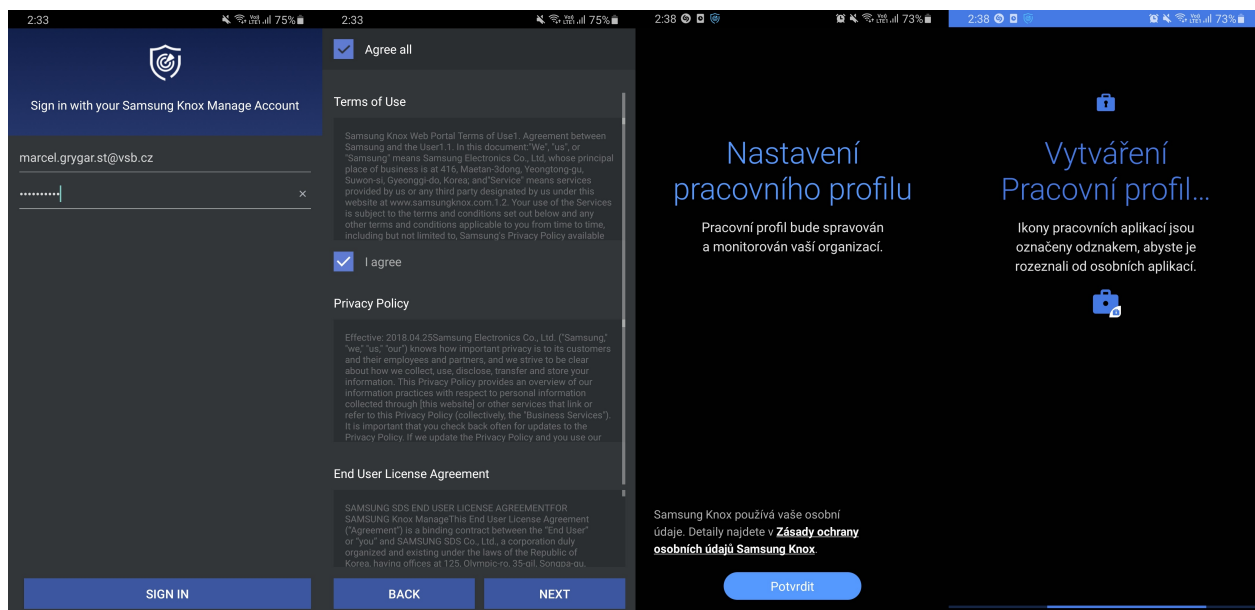 2:33
75%
Sign in with your Samsung Knox Manage Account
marcel.grygar.st@vsb.cz
••••••••••
SIGN IN
2:33
75%
Agree all
Terms of Use
Samsung Knox Web Portal Terms of Use1. Agreement between
Samsung and the User1.1. In this document:"We", "us", or
"Samsung" means Samsung Electronics Co., Ltd, whose principal
place of business is at 416, Maetan-3dong, Yeongtong-gu,
Suwon-si, Gyeonggi-do, Korea; and"Service" means services
provided by us or any third party designated by us under this
website at www.samsungknox.com.1.2. Your use of the Services
is subject to the terms and conditions set out below and any
other terms and conditions applicable to you from time to time,
including but not limited to, Samsung's Privacy Policy available
I agree
Privacy Policy
Effective: 2018.04.25Samsung Electronics Co., Ltd. ("Samsung,"
"we," "us," "our") knows how important privacy is to its customers
and their employees and partners, and we strive to be clear
about how we collect, use, disclose, transfer and store your
information. This Privacy Policy provides an overview of our
information practices with respect to personal information
collected through [this website] or other services that link or
refer to this Privacy Policy (collectively, the "Business Services").
It is important that you check back often for updates to the
Privacy Policy. If we update the Privacy Policy and you use our
End User License Agreement
SAMSUNG SDS END USER LICENSE AGREEMENTFOR
SAMSUNG Knox ManageThis End User License Agreement
("Agreement") is a binding contract between the "End User"
or "you" and SAMSUNG SDS Co., Ltd., a corporation duly
organized and existing under the laws of the Republic of
Korea, having offices at 125, Olympic-ro, 35-gil, Songpa-gu,
BACK
NEXT
2:38
73%
Nastavení
pracovního profilu
Pracovní profil bude spravován
a monitorován vaší organizací.
Samsung Knox používá vaše osobní
údaje. Detaily najdete v Zásady ochrany
osobních údajů Samsung Knox.
Potvrdit
2:38
73%
Vytváření
Pracovní profil...
Ikony pracovních aplikací jsou
označeny odznakem, abyste je
rozeznali od osobních aplikací.